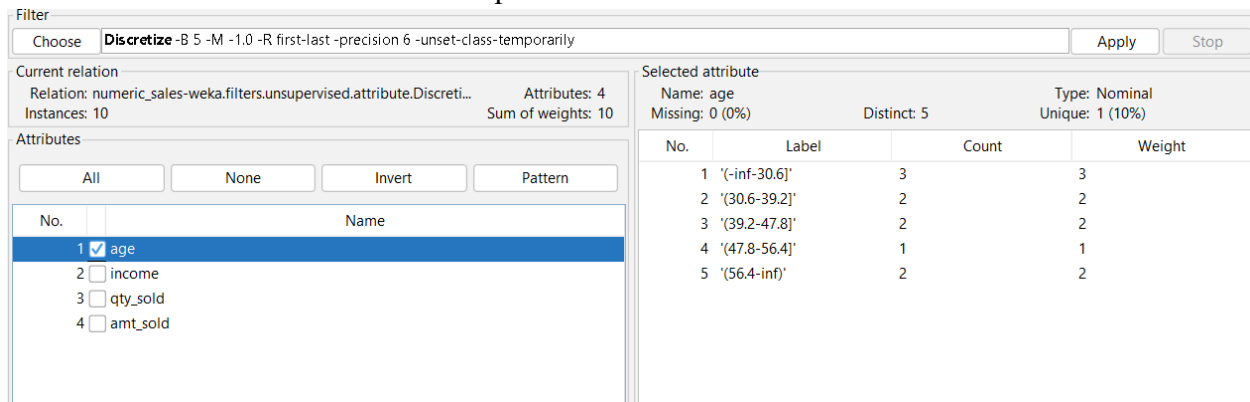 Filter
Choose Discretize -B 5 -M -1.0 -R first-last -precision 6 -unset-class-temporarily Apply Stop
Current relation
Relation: numeric_sales-weka.filters.unsupervised.attribute.Discreti... Attributes: 4
Instances: 10 Sum of weights: 10
Attributes
All None Invert Pattern
No. Name
1 age
2 income
3 qty_sold
4 amt_sold
Selected attribute
Name: age Type: Nominal
Missing: 0 (0%) Distinct: 5 Unique: 1 (10%)
No. Label Count Weight
1 '(-inf-30.6]' 3 3
2 '(30.6-39.2]' 2 2
3 '(39.2-47.8]' 2 2
4 '(47.8-56.4]' 1 1
5 '(56.4-inf)' 2 2